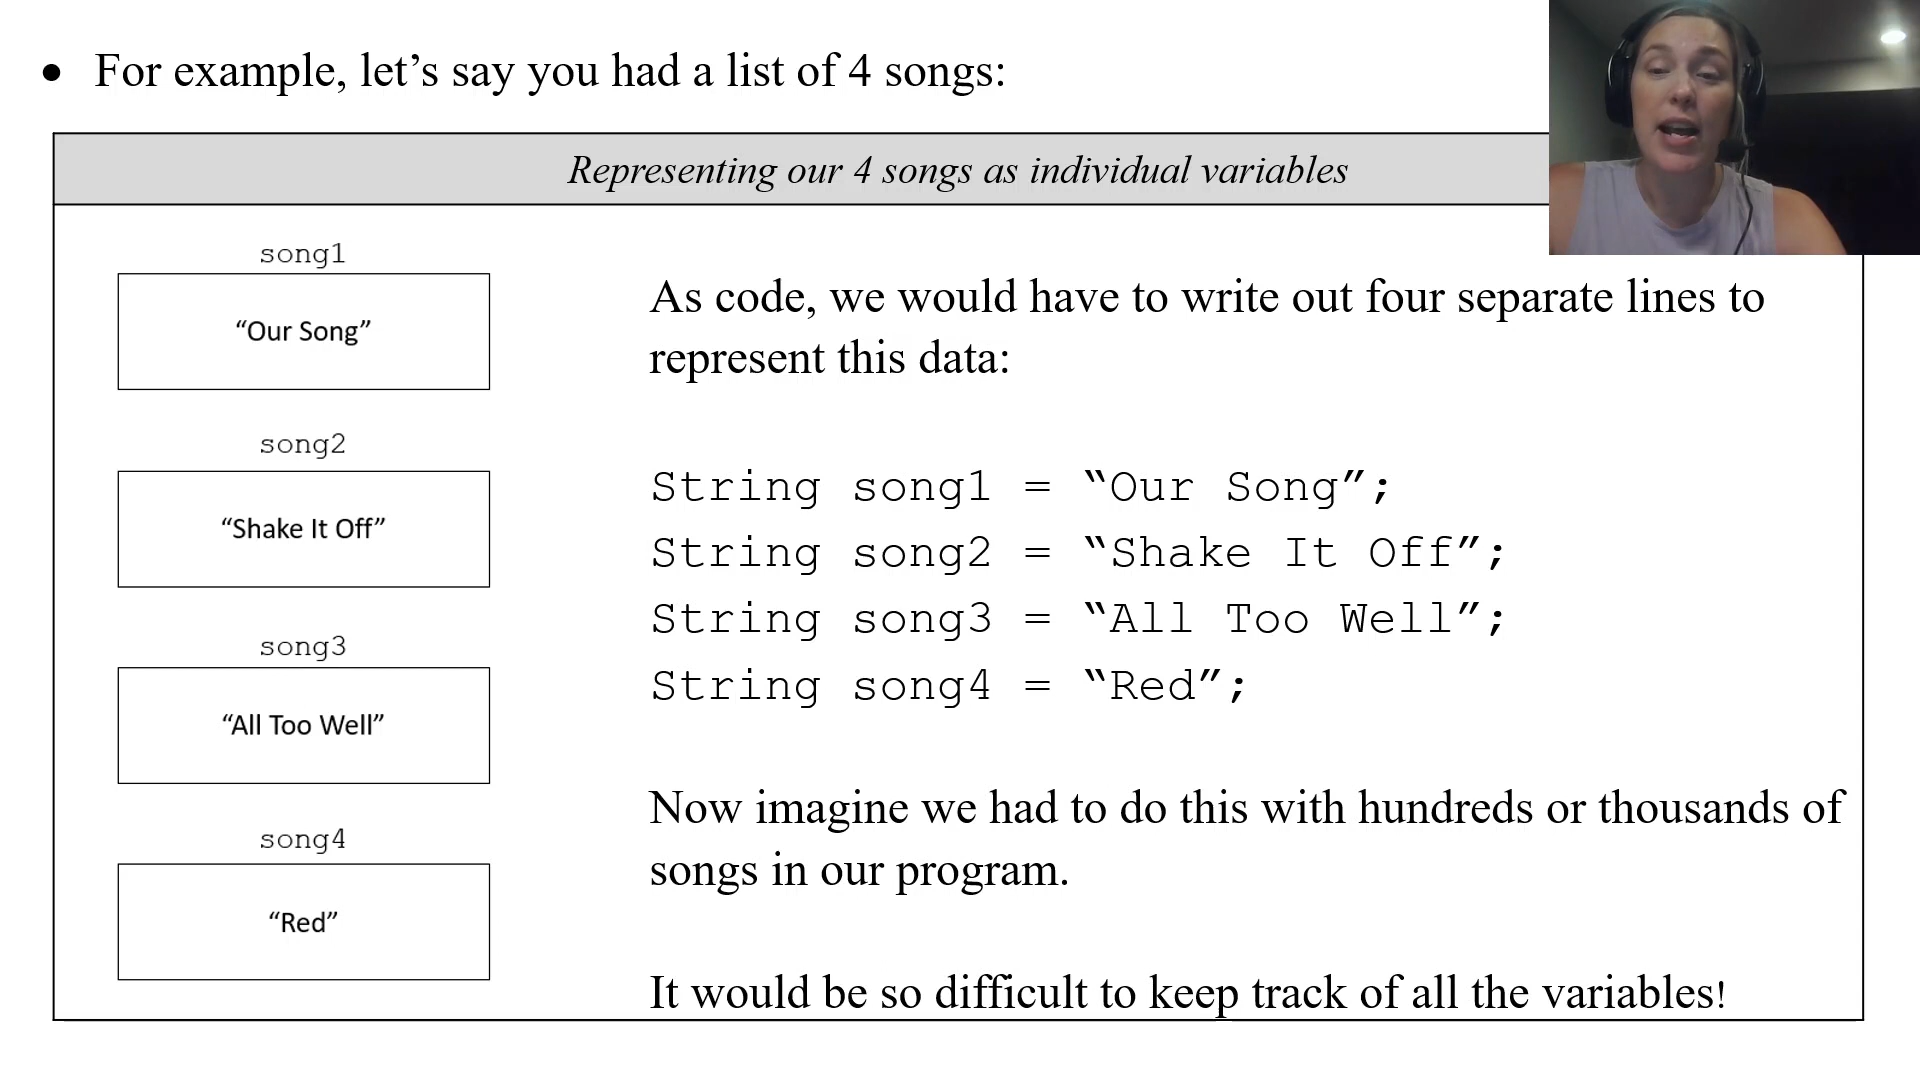 • For example, let’s say you had a list of 4 songs:
Representing our 4 songs as individual variables
song1
“Our Song”
song2
“Shake It Off”
song3
“All Too Well”
song4
“Red”
As code, we would have to write out four separate lines to
represent this data:
String song1 = “Our Song”;
String song2 = “Shake It Off”;
String song3 = “All Too Well”;
String song4 = “Red”;
Now imagine we had to do this with hundreds or thousands of
songs in our program.
It would be so difficult to keep track of all the variables!